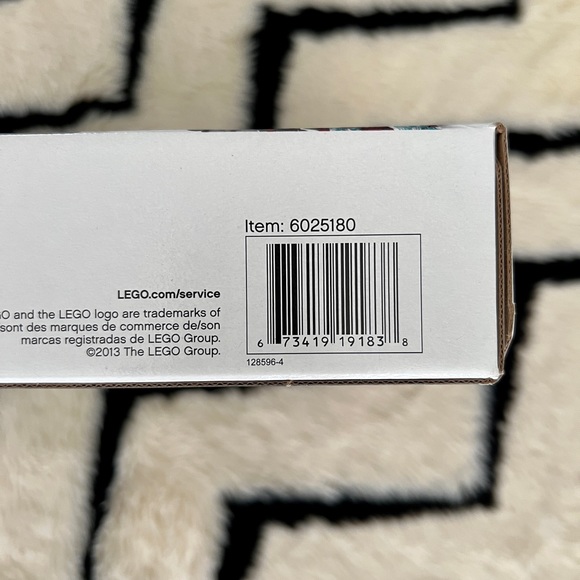 Item: 6025180
6 73419 19183 8
128596-4
LEGO.com/service
GO and the LEGO logo are trademarks of
sont des marques de commerce de/son
marcas registradas de LEGO Group.
©2013 The LEGO Group.